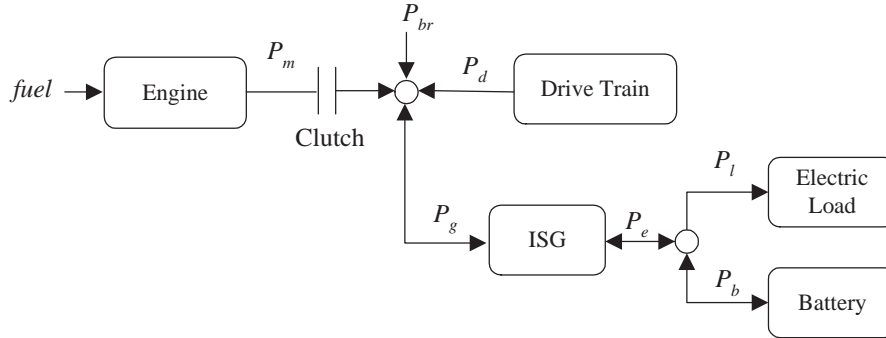 P_br
P_m
fuel
Engine
P_d
Drive Train
Clutch
P_l
Electric
Load
P_g
ISG
P_e
P_b
Battery